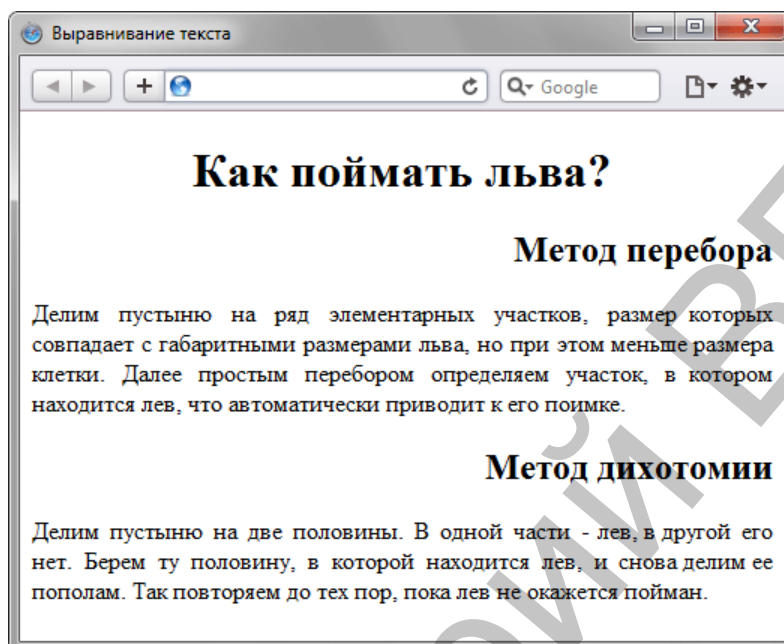 Выравнивание текста
Google
Как поймать льва?
Метод перебора
Делим пустыню на ряд элементарных участков, размер которых
совпадает с габаритными размерами льва, но при этом меньше размера
клетки. Далее простым перебором определяем участок, в котором
находится лев, что автоматически приводит к его поимке.
Метод дихотомии
Делим пустыню на две половины. В одной части - лев, в другой его
нет. Берем ту половину, в которой находится лев, и снова делим ее
пополам. Так повторяем до тех пор, пока лев не окажется пойман.